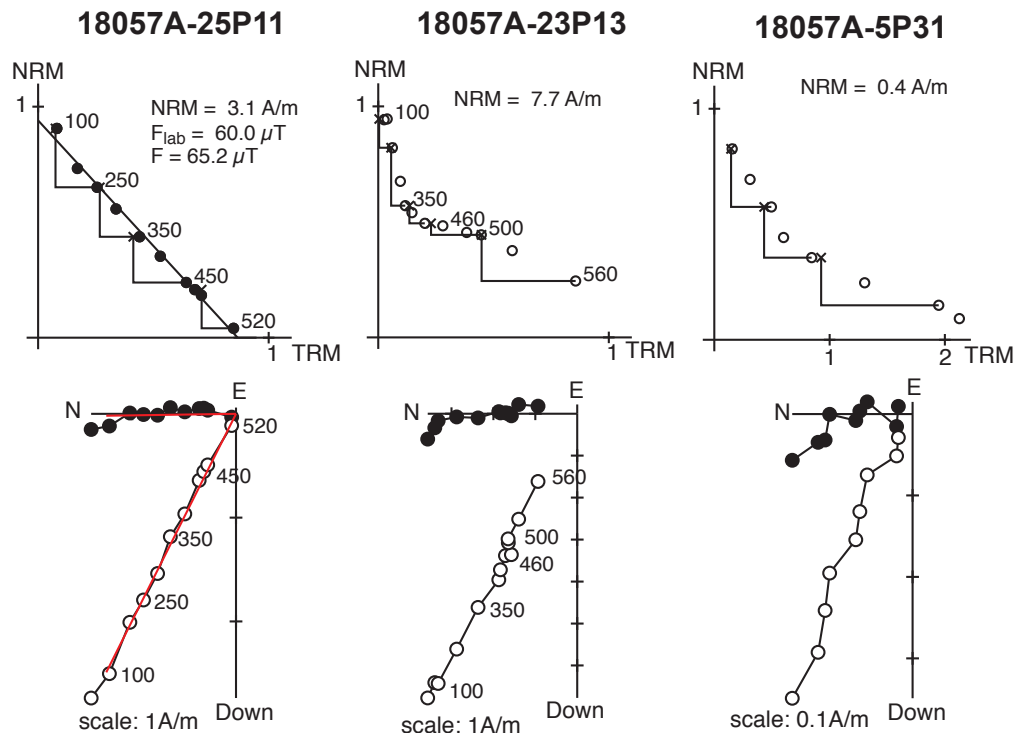 18057A-25P11
NRM
1
100
NRM = 3.1 A/m
F_lab = 60.0 µT
F = 65.2 µT
250
350
450
520
1
TRM
N
E
520
450
350
250
100
scale: 1A/m
Down
18057A-23P13
NRM
1
100
NRM = 7.7 A/m
350
460
500
560
1
TRM
N
560
500
460
350
100
scale: 1A/m
Down
18057A-5P31
NRM
1
NRM = 0.4 A/m
1
2
TRM
N
E
scale: 0.1A/m
Down